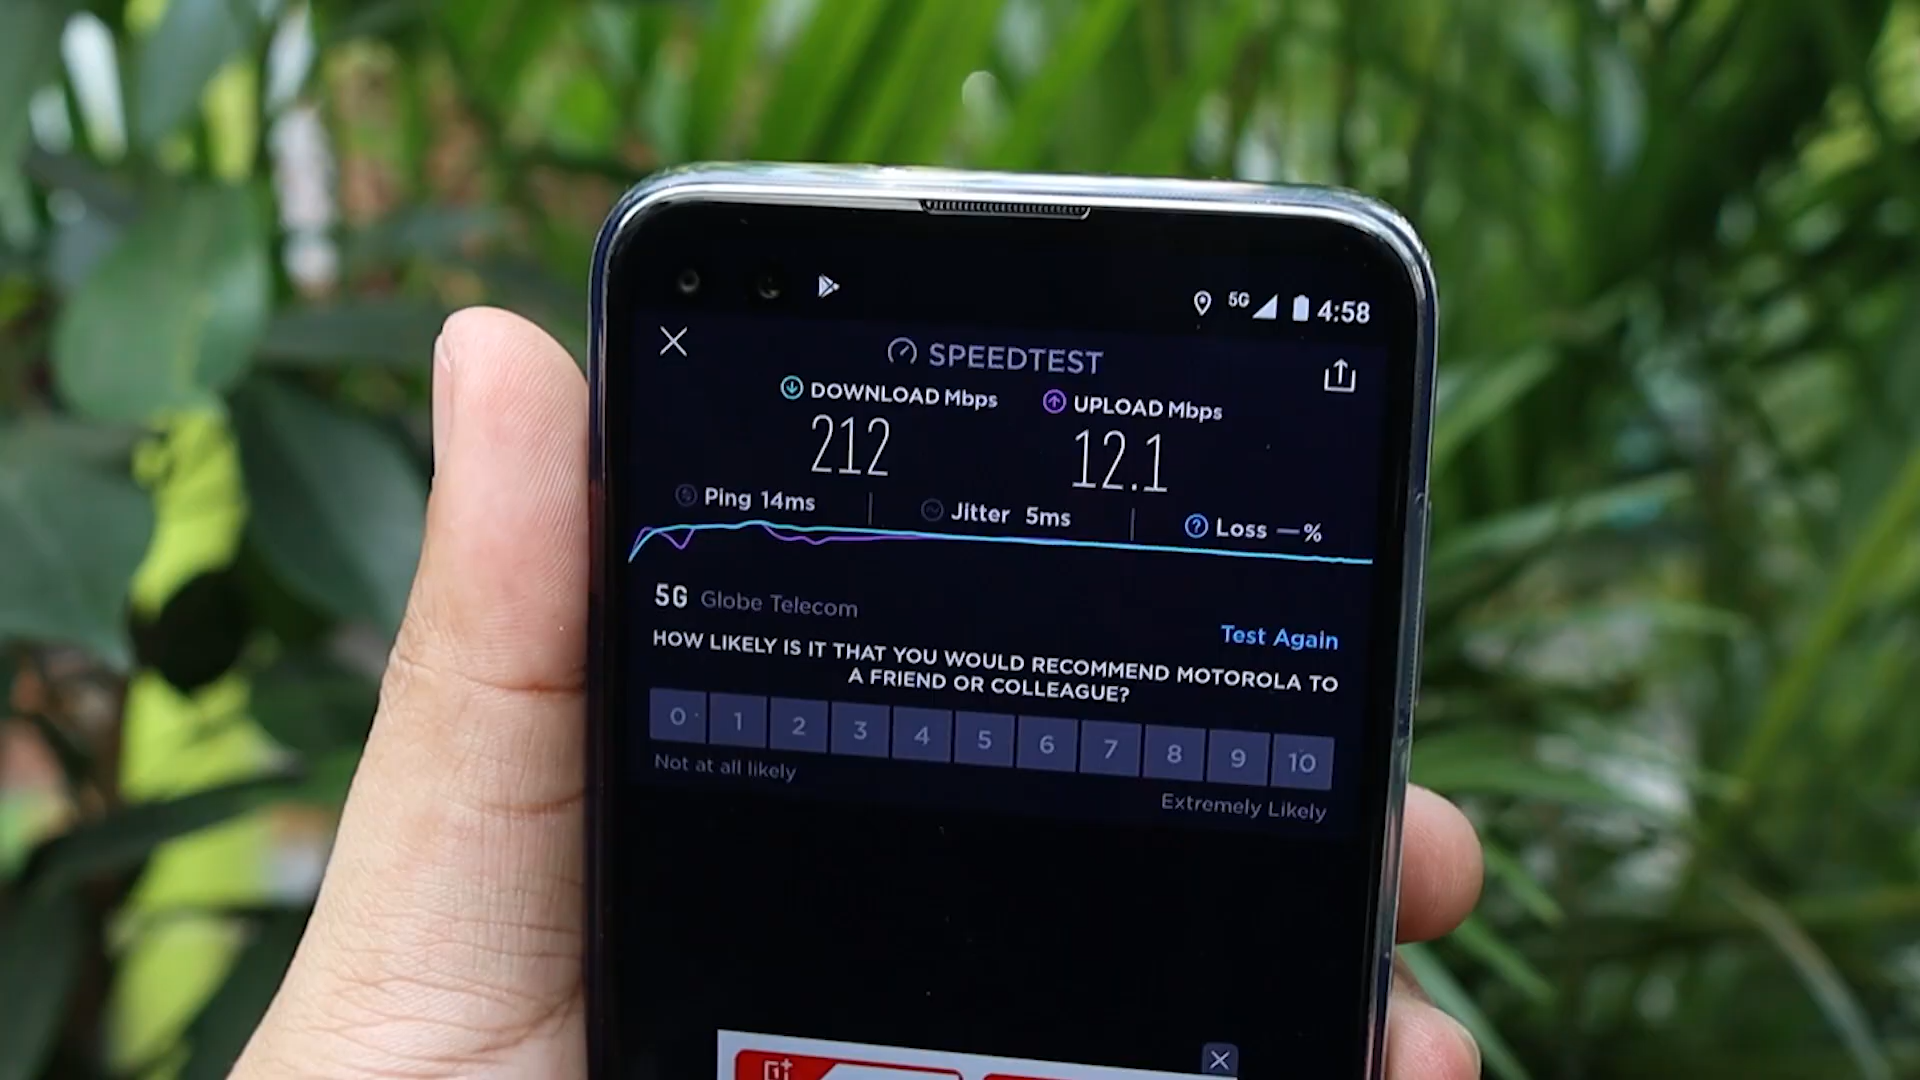 5G 4:58
SPEEDTEST
DOWNLOAD Mbps UPLOAD Mbps
212 12.1
Ping 14ms Jitter 5ms Loss —%
5G Globe Telecom
Test Again
HOW LIKELY IS IT THAT YOU WOULD RECOMMEND MOTOROLA TO
A FRIEND OR COLLEAGUE?
0 1 2 3 4 5 6 7 8 9 10
Not at all likely
Extremely Likely